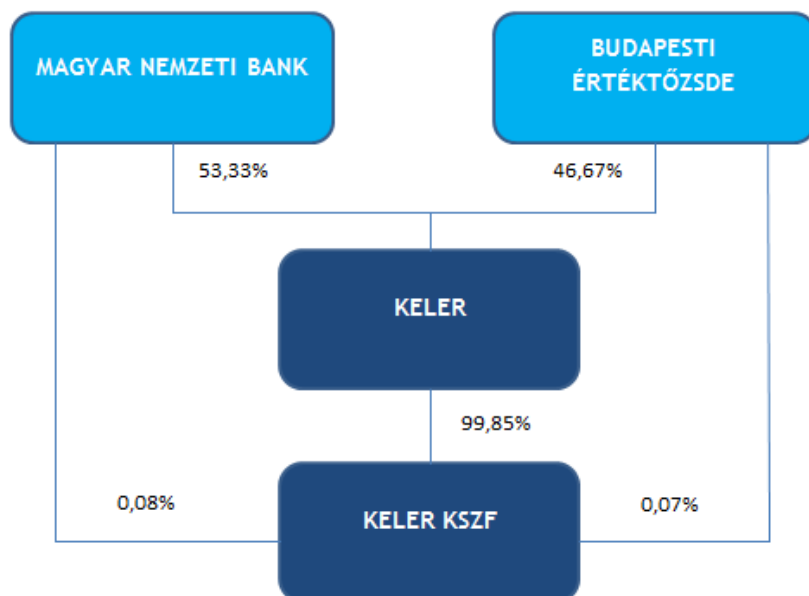 MAGYAR NEMZETI BANK
BUDAPESTI
ÉRTÉKTŐZSDE
53,33%
46,67%
KELER
99,85%
0,08%
KELER KSZF
0,07%